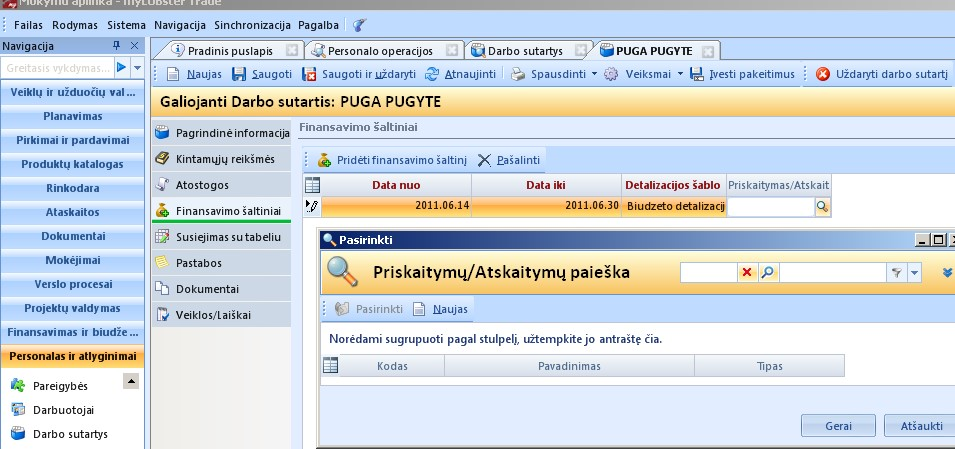 Mokymų aplinka - myLobster Trade
Failas Rodymas Sistema Navigacija Sinchronizacija Pagalba
Navigacija
Pradinis puslapis
Personalo operacijos
Darbo sutartys
PUGA PUGYTE
Greitasis vykdymas...
Naujas Saugoti Saugoti ir uždaryti Atnaujinti Spausdinti Veiksmai Įvesti pakeitimus Uždaryti darbo sutartį
Veiklų ir užduočių val ...
Planavimas
Pirkimai ir pardavimai
Produktų katalogas
Rinkodara
Ataskaitos
Dokumentai
Mokėjimai
Verslo procesai
Projektų valdymas
Finansavimas ir biudže ...
Personalas ir atlyginimai
Pareigybės
Darbuotojai
Darbo sutartys
Galiojanti Darbo sutartis: PUGA PUGYTE
Pagrindinė informacija
Kintamųjų reikšmės
Atostogos
Finansavimo šaltiniai
Susiejimas su tabeliu
Pastabos
Dokumentai
Veiklos/Laiškai
Finansavimo šaltiniai
Pridėti finansavimo šaltinį Pašalinti
Data nuo Data iki Detalizacijos šablo Priskaitymas/Atskait
2011.06.14 2011.06.30 Biudzeto detalizacij
Pasirinkti
Priskaitymų/Atskaitymų paieška
Pasirinkti Naujas
Norėdami sugrupuoti pagal stulpelį, užtempkite jo antraštę čia.
Kodas Pavadinimas Tipas
Gerai Atšaukti